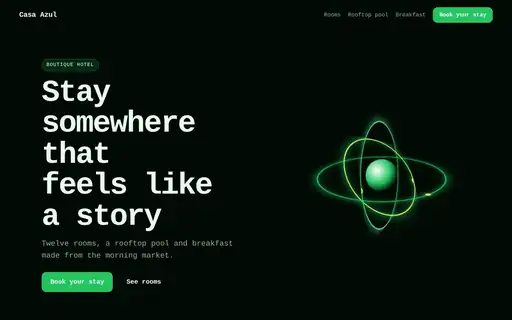 Casa Azul
Rooms Rooftop pool Breakfast Book your stay
BOUTIQUE HOTEL
Stay
somewhere
that
feels like
a story
Twelve rooms, a rooftop pool and breakfast
made from the morning market.
Book your stay See rooms